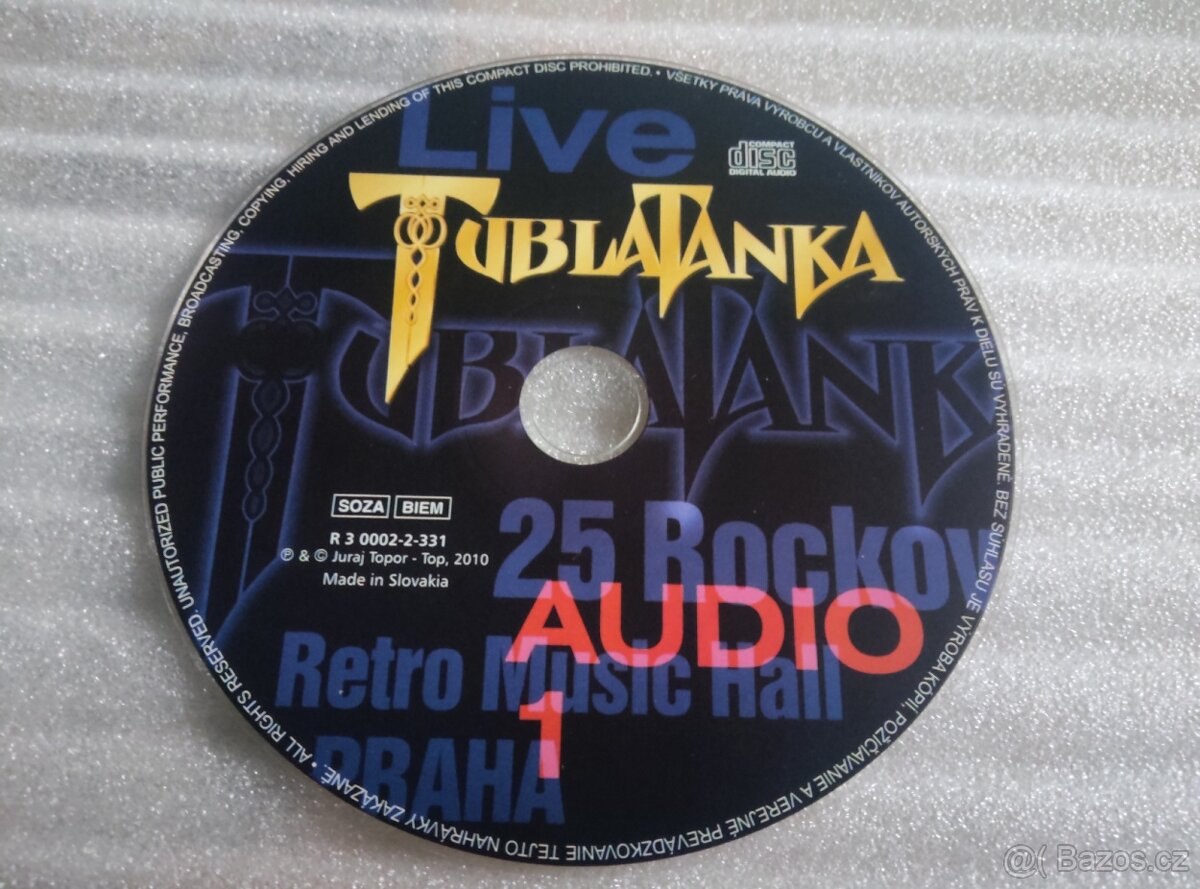 Live
COMPACT
disc
DIGITAL AUDIO
TUBLATANKA
TUBLATANK
SOZA BIEM
R 3 0002-2-331
℗ & © Juraj Topor - Top, 2010
Made in Slovakia
25 Rockov
AUDIO
1
Retro Music Hall
PRAHA
• ALL RIGHTS RESERVED. UNAUTORIZED PUBLIC PERFORMANCE, BROADCASTING, COPYING, HIRING AND LENDING OF THIS COMPACT DISC PROHIBITED. • VŠETKY PRÁVA VÝROBCU A VLASTNÍKOV AUTORSKÝCH PRÁV K DIELU SÚ VYHRADENÉ. BEZ SÚHLASU JE VÝROBA KÓPIÍ, POŽIČIAVANIE A VEREJNÉ PREVÁDZKOVANIE TEJTO NAHRÁVKY ZAKÁZANÉ.
@( Bazos.cz